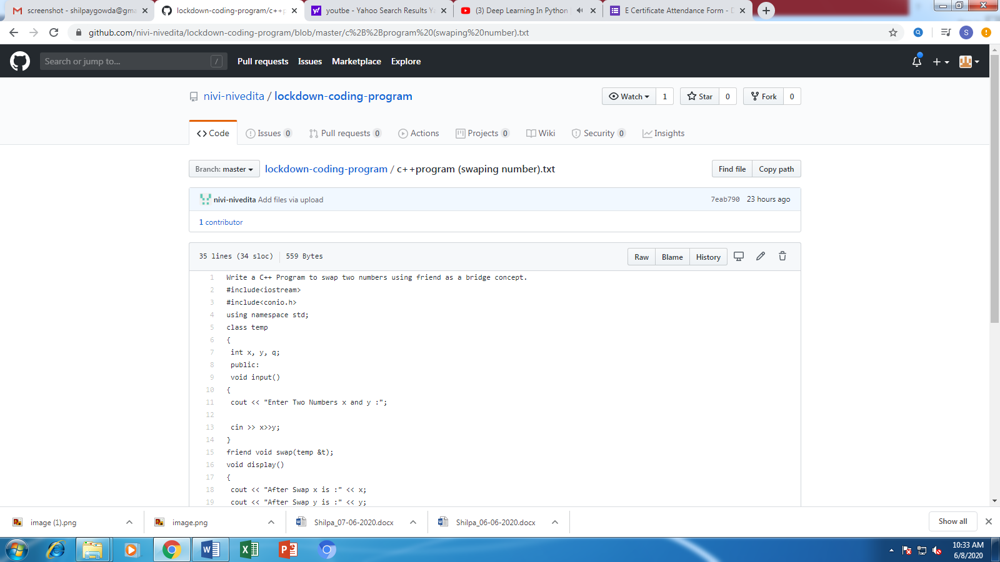 screenshot - shilpaygowda@gma
lockdown-coding-program/c++p
youtbe - Yahoo Search Results Ya
(3) Deep Learning In Python
E Certificate Attendance Form - D
github.com/nivi-nivedita/lockdown-coding-program/blob/master/c%2B%2Bprogram%20(swaping%20number).txt
S
Search or jump to... /
Pull requests Issues Marketplace Explore
nivi-nivedita / lockdown-coding-program
Watch 1 Star 0 Fork 0
Code Issues 0 Pull requests 0 Actions Projects 0 Wiki Security 0 Insights
Branch: master lockdown-coding-program / c++program (swaping number).txt Find file Copy path
nivi-nivedita Add files via upload 7eab790 23 hours ago
1 contributor
35 lines (34 sloc) 559 Bytes Raw Blame History
1 Write a C++ Program to swap two numbers using friend as a bridge concept.
2 #include<iostream>
3 #include<conio.h>
4 using namespace std;
5 class temp
6 {
7 int x, y, q;
8 public:
9 void input()
10 {
11 cout << "Enter Two Numbers x and y :";
12
13 cin >> x>>y;
14 }
15 friend void swap(temp &t);
16 void display()
17 {
18 cout << "After Swap x is :" << x;
19 cout << "After Swap y is :" << y;
image (1).png image.png Shilpa_07-06-2020.docx Shilpa_06-06-2020.docx Show all
10:33 AM
6/8/2020